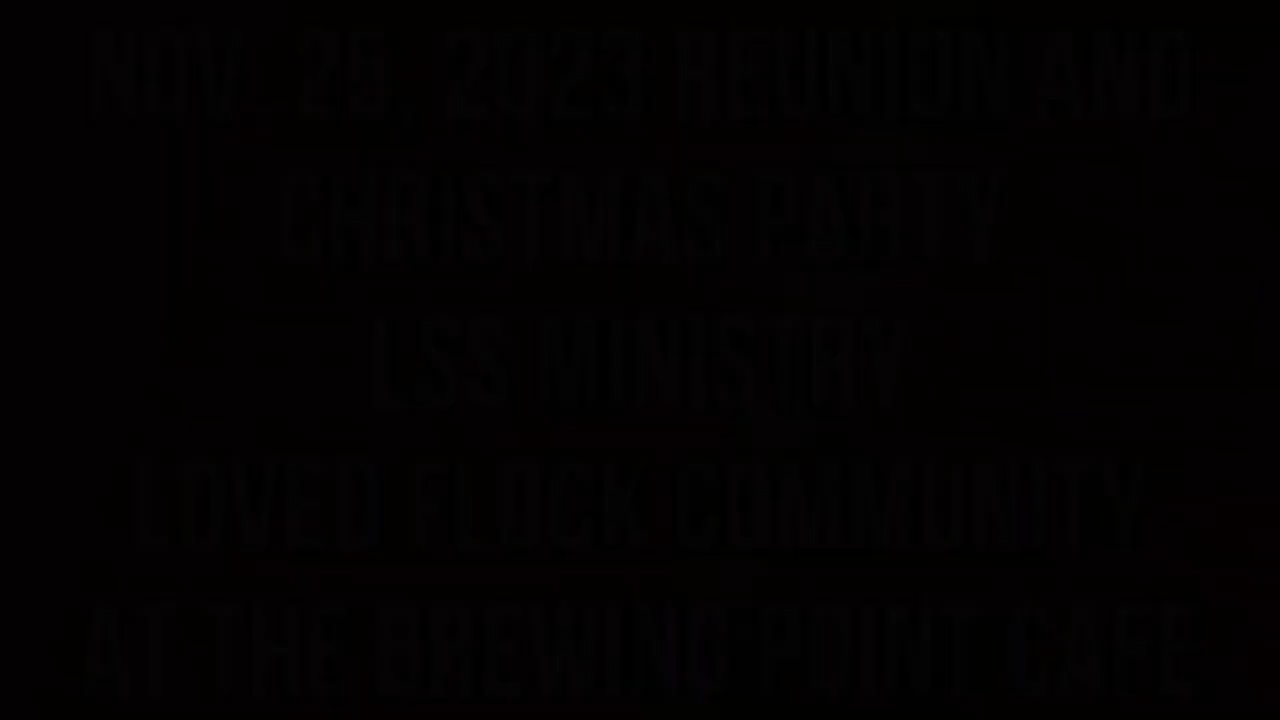 NOV. 25, 2023 REUNION AND
CHRISTMAS PARTY
LSS MINISTRY
LOVED FLOCK COMMUNITY
AT THE BREWING POINT CAFE